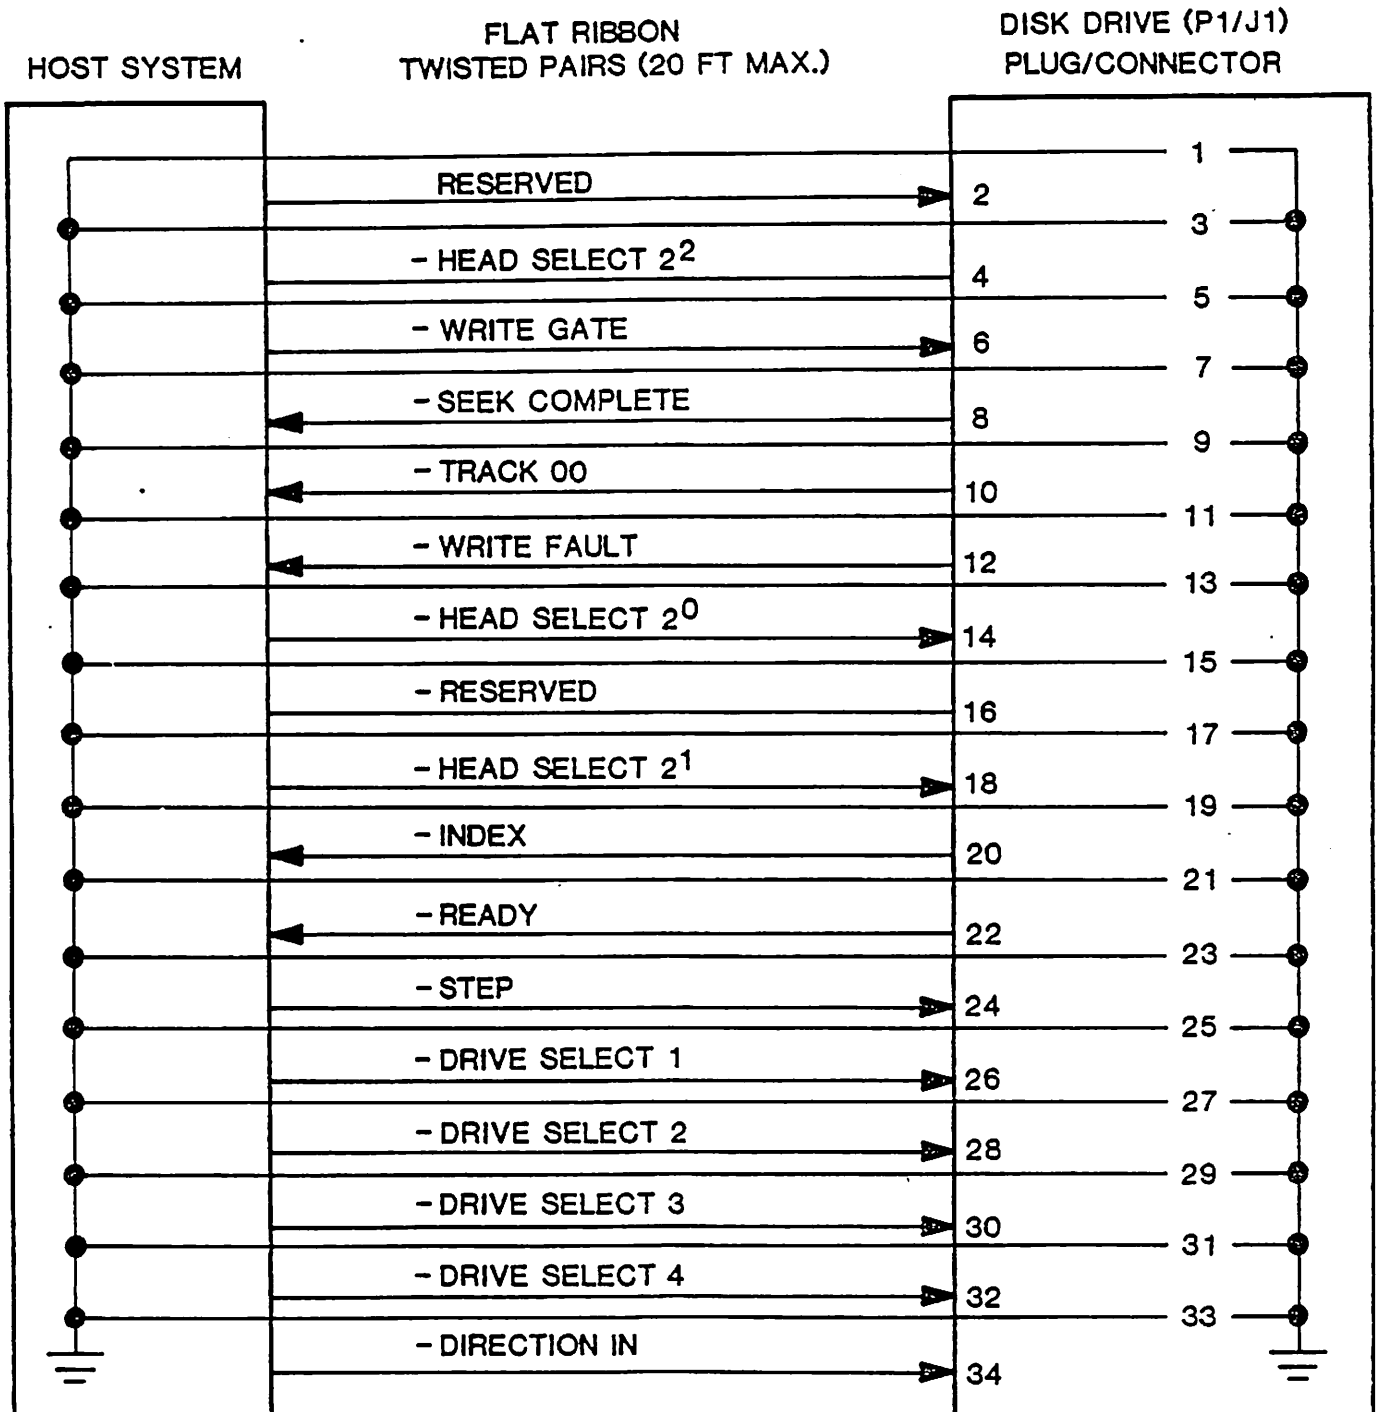 HOST SYSTEM
FLAT RIBBON
TWISTED PAIRS (20 FT MAX.)
DISK DRIVE (P1/J1)
PLUG/CONNECTOR
1
RESERVED 2
3
- HEAD SELECT 2² 4
5
- WRITE GATE 6
7
- SEEK COMPLETE 8
9
- TRACK 00 10
11
- WRITE FAULT 12
13
- HEAD SELECT 2⁰ 14
15
- RESERVED 16
17
- HEAD SELECT 2¹ 18
19
- INDEX 20
21
- READY 22
23
- STEP 24
25
- DRIVE SELECT 1 26
27
- DRIVE SELECT 2 28
29
- DRIVE SELECT 3 30
31
- DRIVE SELECT 4 32
33
- DIRECTION IN 34